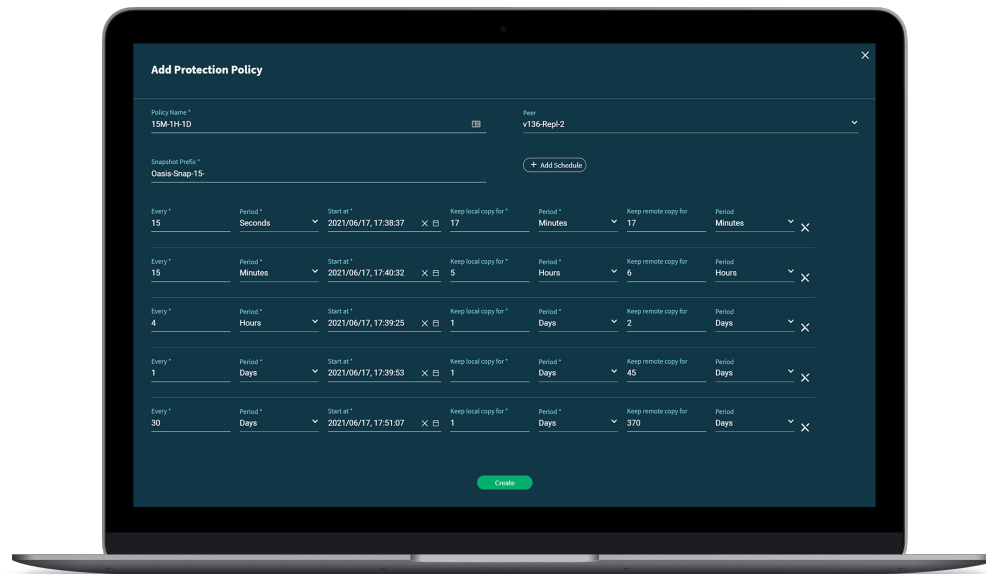 Add Protection Policy
Policy Name *
15M-1H-1D
Peer
v136-Repl-2
Snapshot Prefix *
Oasis-Snap-15-
+ Add Schedule
Every * Period * Start at * Keep local copy for * Period * Keep remote copy for Period
15 Seconds 2021/06/17, 17:38:37 17 Minutes 17 Minutes
Every * Period * Start at * Keep local copy for * Period * Keep remote copy for Period
15 Minutes 2021/06/17, 17:40:32 5 Hours 6 Hours
Every * Period * Start at * Keep local copy for * Period * Keep remote copy for Period
4 Hours 2021/06/17, 17:39:25 1 Days 2 Days
Every * Period * Start at * Keep local copy for * Period * Keep remote copy for Period
1 Days 2021/06/17, 17:39:53 1 Days 45 Days
Every * Period * Start at * Keep local copy for * Period * Keep remote copy for Period
30 Days 2021/06/17, 17:51:07 1 Days 370 Days
Create